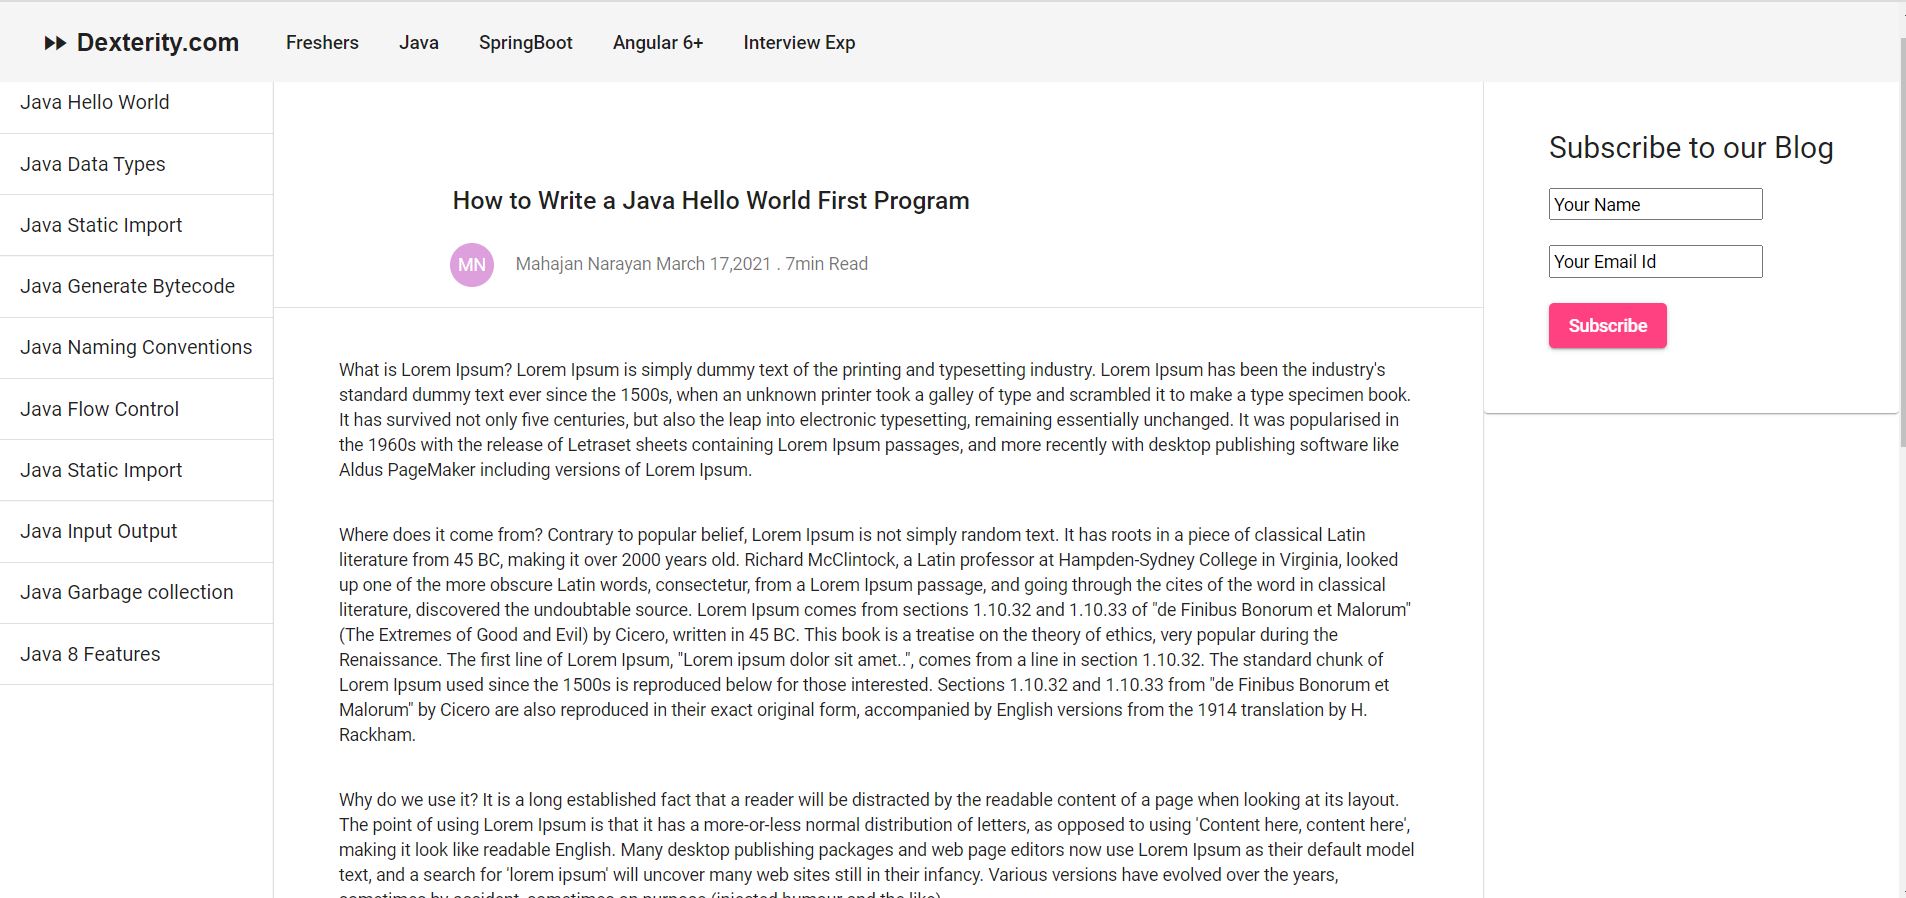 Dexterity.com
Freshers
Java
SpringBoot
Angular 6+
Interview Exp
Java Hello World
Java Data Types
Java Static Import
Java Generate Bytecode
Java Naming Conventions
Java Flow Control
Java Static Import
Java Input Output
Java Garbage collection
Java 8 Features
How to Write a Java Hello World First Program
MN
Mahajan Narayan March 17,2021 . 7min Read
What is Lorem Ipsum? Lorem Ipsum is simply dummy text of the printing and typesetting industry. Lorem Ipsum has been the industry's
standard dummy text ever since the 1500s, when an unknown printer took a galley of type and scrambled it to make a type specimen book.
It has survived not only five centuries, but also the leap into electronic typesetting, remaining essentially unchanged. It was popularised in
the 1960s with the release of Letraset sheets containing Lorem Ipsum passages, and more recently with desktop publishing software like
Aldus PageMaker including versions of Lorem Ipsum.
Where does it come from? Contrary to popular belief, Lorem Ipsum is not simply random text. It has roots in a piece of classical Latin
literature from 45 BC, making it over 2000 years old. Richard McClintock, a Latin professor at Hampden-Sydney College in Virginia, looked
up one of the more obscure Latin words, consectetur, from a Lorem Ipsum passage, and going through the cites of the word in classical
literature, discovered the undoubtable source. Lorem Ipsum comes from sections 1.10.32 and 1.10.33 of "de Finibus Bonorum et Malorum"
(The Extremes of Good and Evil) by Cicero, written in 45 BC. This book is a treatise on the theory of ethics, very popular during the
Renaissance. The first line of Lorem Ipsum, "Lorem ipsum dolor sit amet..", comes from a line in section 1.10.32. The standard chunk of
Lorem Ipsum used since the 1500s is reproduced below for those interested. Sections 1.10.32 and 1.10.33 from "de Finibus Bonorum et
Malorum" by Cicero are also reproduced in their exact original form, accompanied by English versions from the 1914 translation by H.
Rackham.
Why do we use it? It is a long established fact that a reader will be distracted by the readable content of a page when looking at its layout.
The point of using Lorem Ipsum is that it has a more-or-less normal distribution of letters, as opposed to using 'Content here, content here',
making it look like readable English. Many desktop publishing packages and web page editors now use Lorem Ipsum as their default model
text, and a search for 'lorem ipsum' will uncover many web sites still in their infancy. Various versions have evolved over the years,
sometimes by accident, sometimes on purpose (injected humour and the like).
Subscribe to our Blog
Your Name
Your Email Id
Subscribe